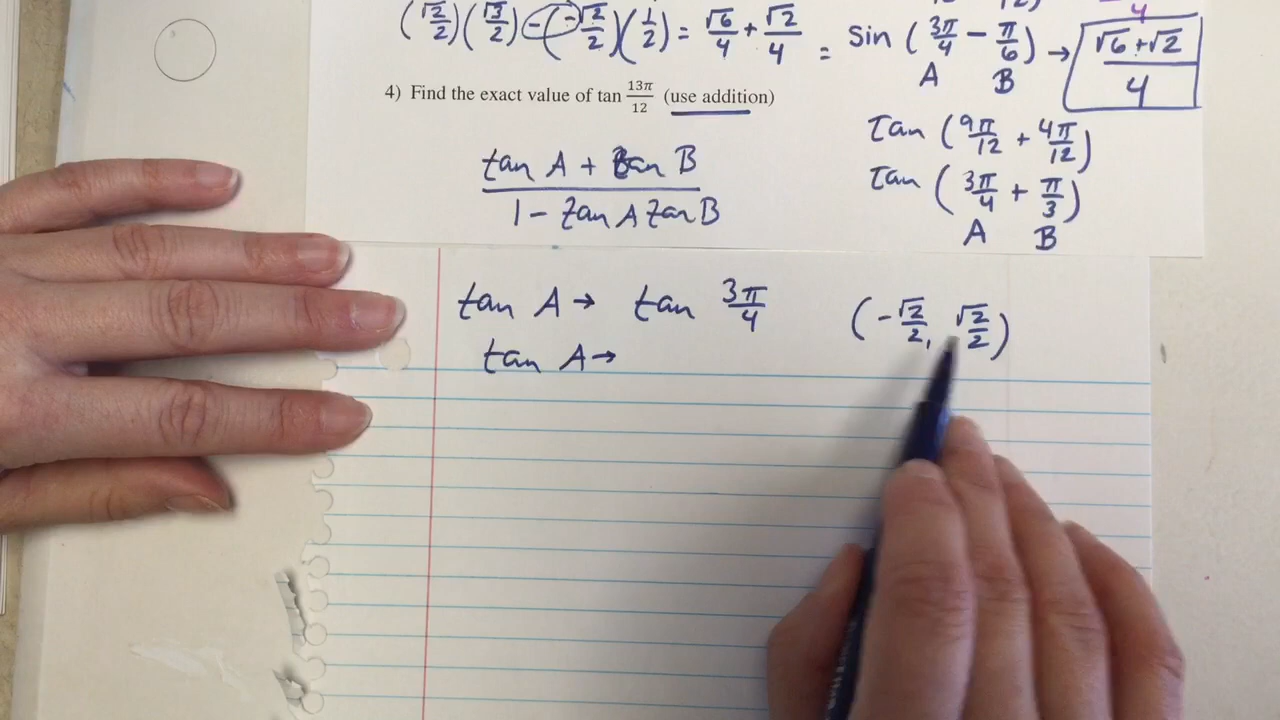 (√2/2)(√3/2) - (-√2/2)(1/2) = √6/4 + √2/4
= sin (3π/4 - π/6) → (√6+√2)/4
A B
4) Find the exact value of tan 13π/12 (use addition)
tan A + tan B
1 - tan A tan B
Tan (9π/12 + 4π/12)
Tan (3π/4 + π/3)
A B
tan A → tan 3π/4 (-√2/2, √2/2)
tan A →